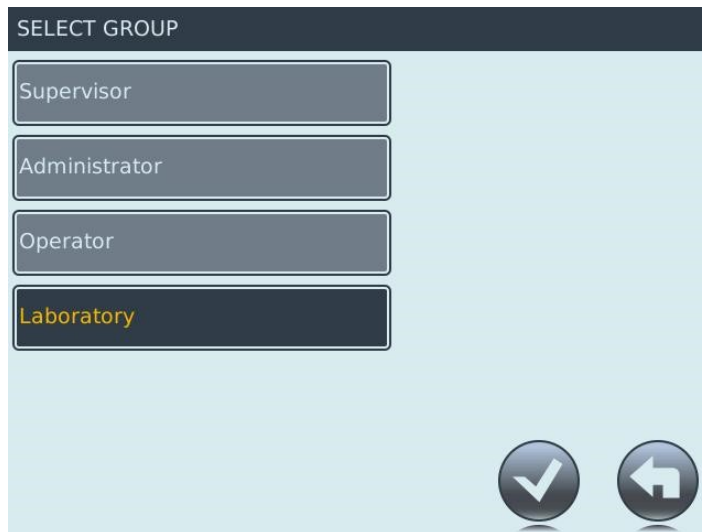 SELECT GROUP
Supervisor
Administrator
Operator
Laboratory